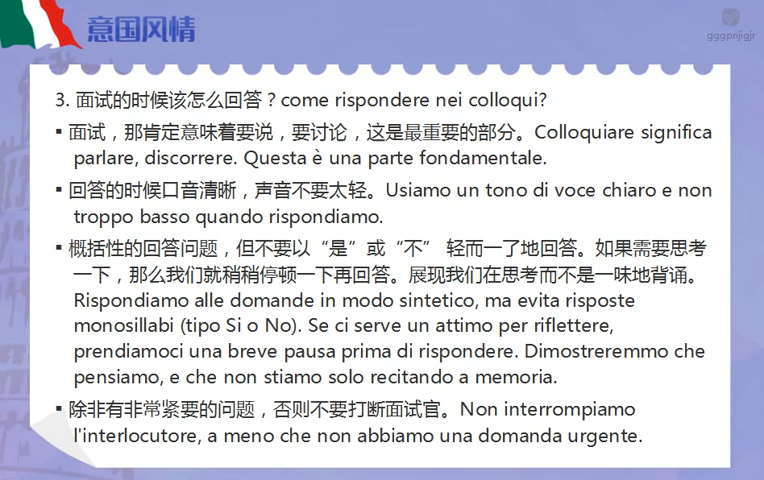 意国风情
gggpnjigjr
3. 面试的时候该怎么回答？come rispondere nei colloqui?
▪ 面试，那肯定意味着要说，要讨论，这是最重要的部分。Colloquiare significa
parlare, discorrere. Questa è una parte fondamentale.
▪ 回答的时候口音清晰，声音不要太轻。Usiamo un tono di voce chiaro e non
troppo basso quando rispondiamo.
▪ 概括性的回答问题，但不要以“是”或“不” 轻而一了地回答。如果需要思考
一下，那么我们就稍稍停顿一下再回答。展现我们在思考而不是一味地背诵。
Rispondiamo alle domande in modo sintetico, ma evita risposte
monosillabi (tipo Si o No). Se ci serve un attimo per riflettere,
prendiamoci una breve pausa prima di rispondere. Dimostreremmo che
pensiamo, e che non stiamo solo recitando a memoria.
▪ 除非有非常紧要的问题，否则不要打断面试官。Non interrompiamo
l'interlocutore, a meno che non abbiamo una domanda urgente.